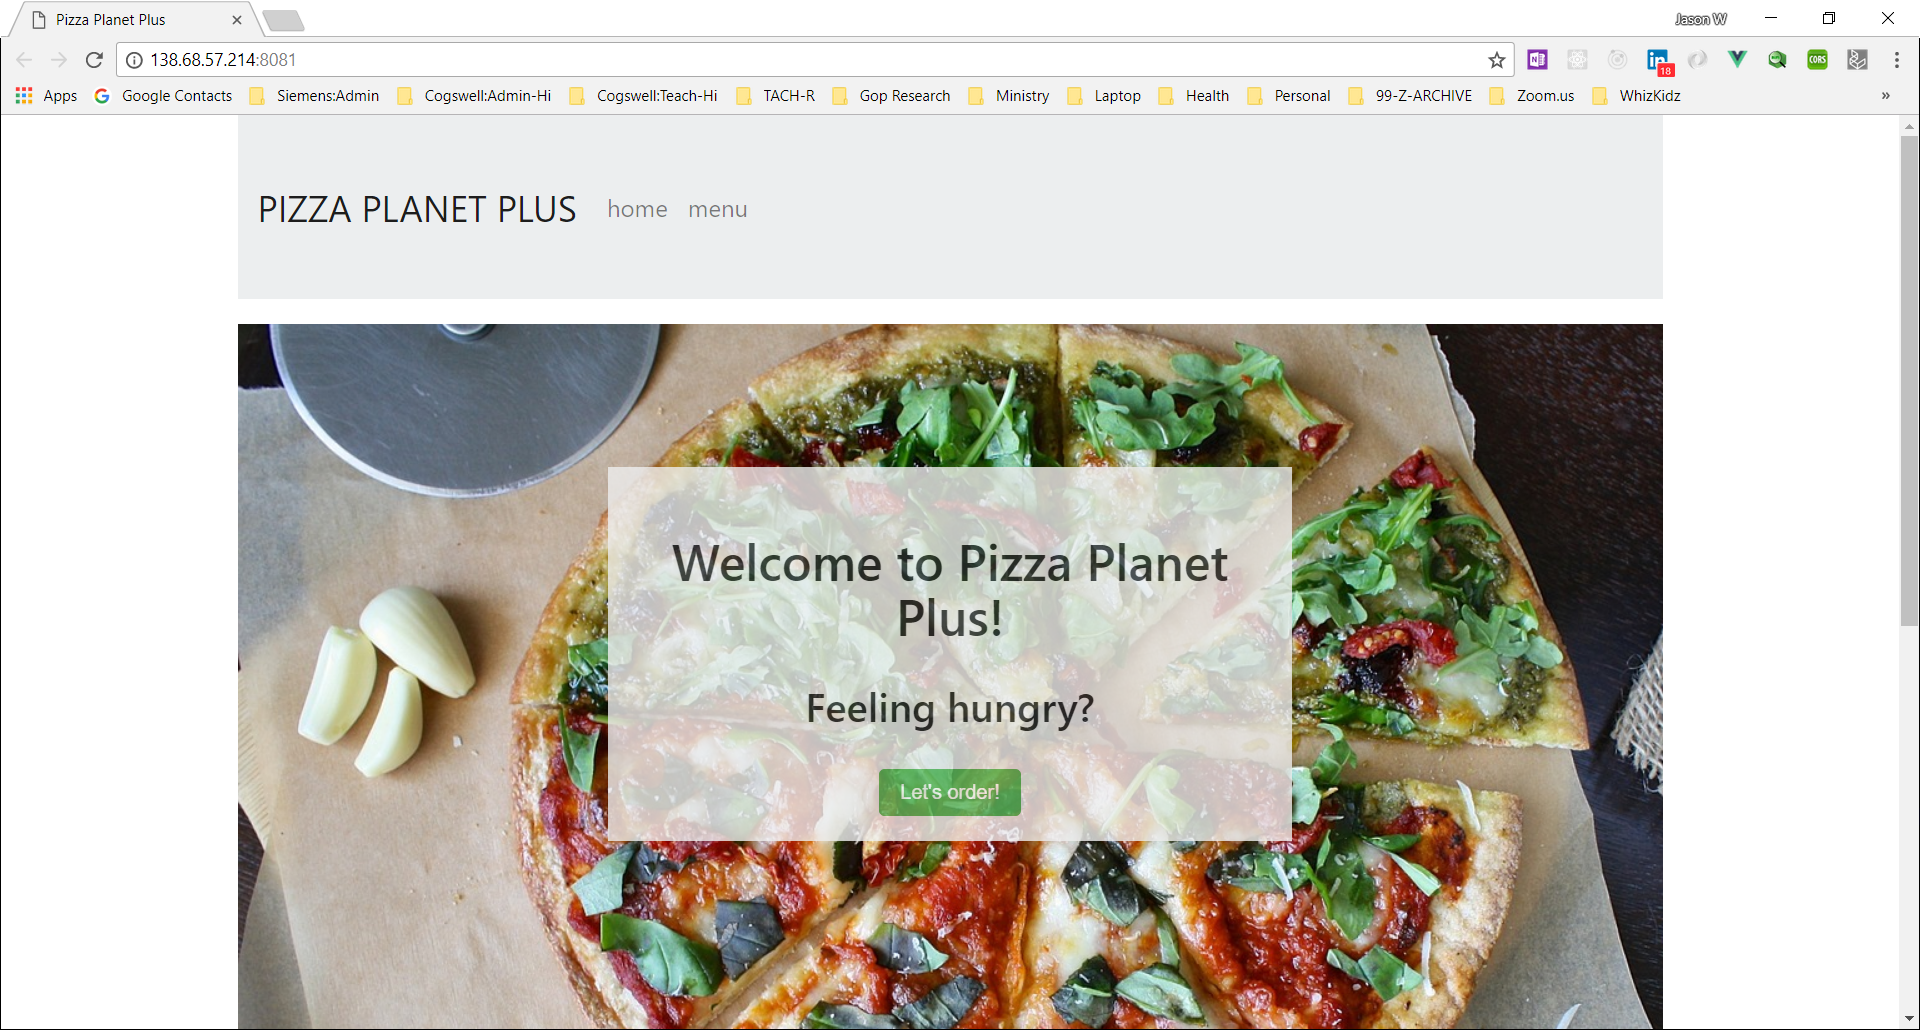 Pizza Planet Plus
Jason W
138.68.57.214:8081
18
CORS
Apps Google Contacts Siemens:Admin Cogswell:Admin-Hi Cogswell:Teach-Hi TACH-R Gop Research Ministry Laptop Health Personal 99-Z-ARCHIVE Zoom.us WhizKidz »
PIZZA PLANET PLUS home menu
Welcome to Pizza Planet
Plus!
Feeling hungry?
Let's order!